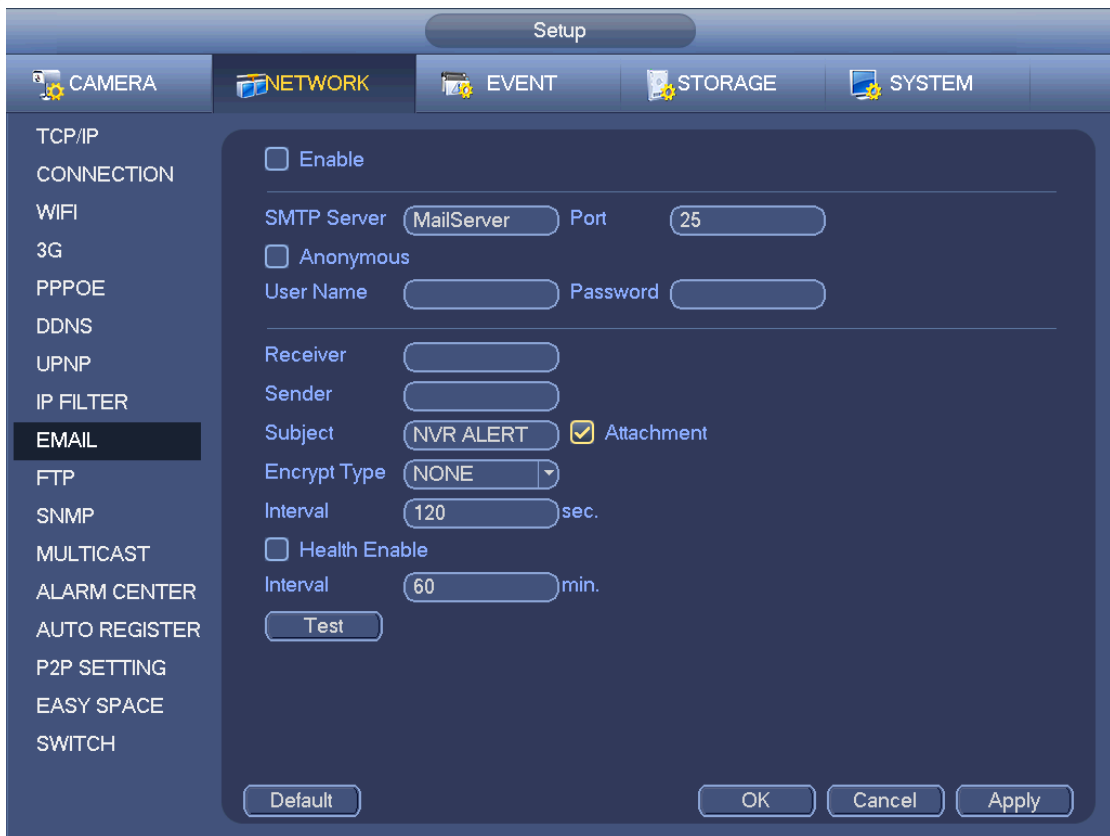 Setup
CAMERA NETWORK EVENT STORAGE SYSTEM
TCP/IP
CONNECTION
WIFI
3G
PPPOE
DDNS
UPNP
IP FILTER
EMAIL
FTP
SNMP
MULTICAST
ALARM CENTER
AUTO REGISTER
P2P SETTING
EASY SPACE
SWITCH
Enable
SMTP Server MailServer Port 25
Anonymous
User Name Password
Receiver
Sender
Subject NVR ALERT Attachment
Encrypt Type NONE
Interval 120 sec.
Health Enable
Interval 60 min.
Test
Default OK Cancel Apply